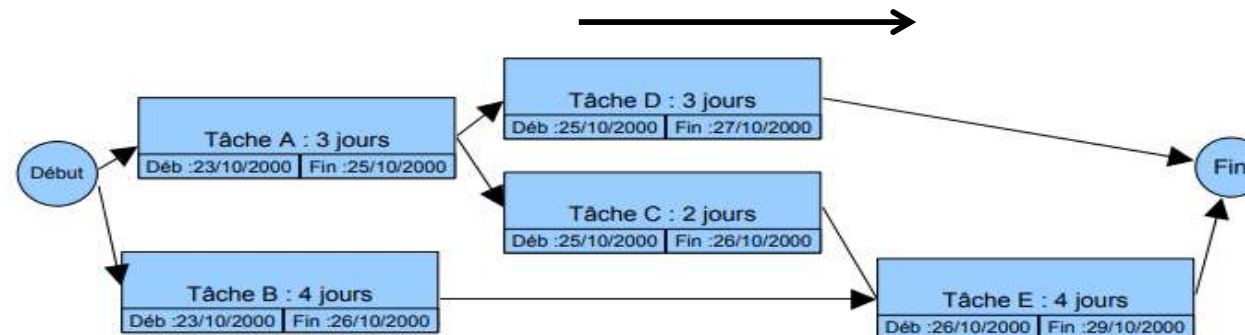 Début
Tâche A : 3 jours
Déb :23/10/2000 Fin :25/10/2000
Tâche B : 4 jours
Déb :23/10/2000 Fin :26/10/2000
Tâche D : 3 jours
Déb :25/10/2000 Fin :27/10/2000
Tâche C : 2 jours
Déb :25/10/2000 Fin :26/10/2000
Tâche E : 4 jours
Déb :26/10/2000 Fin :29/10/2000
Fin